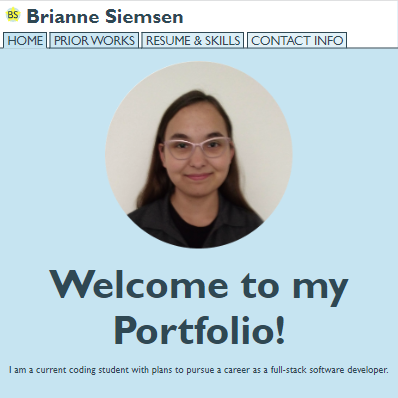 BS Brianne Siemsen
HOME PRIOR WORKS RESUME & SKILLS CONTACT INFO
Welcome to my
Portfolio!
I am a current coding student with plans to pursue a career as a full-stack software developer.